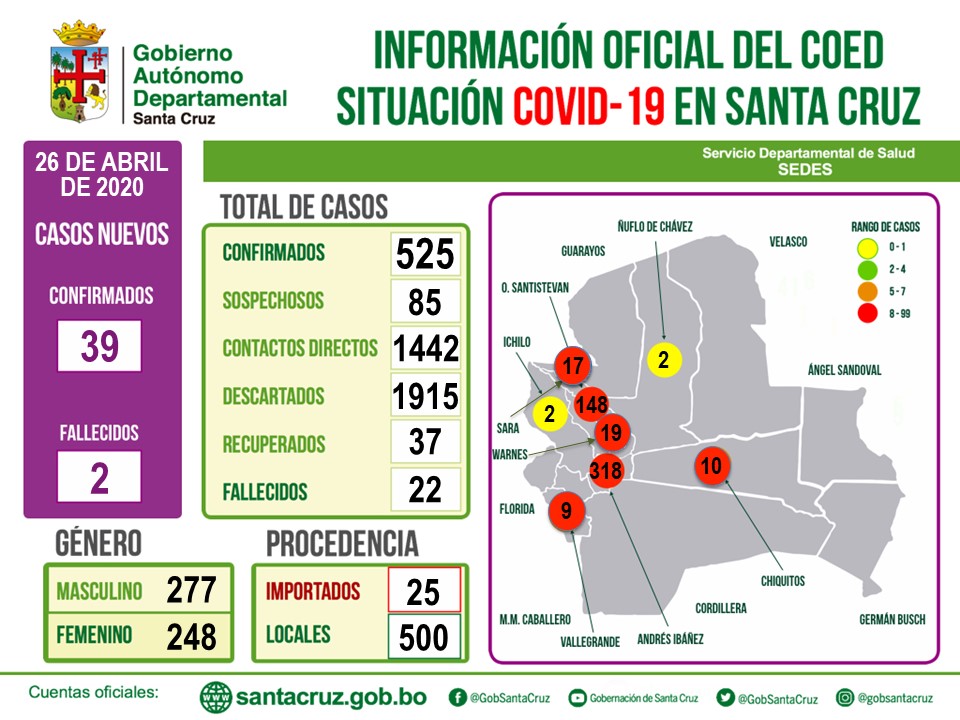 Gobierno
Autónomo
Departamental
Santa Cruz
INFORMACIÓN OFICIAL DEL COED
SITUACIÓN COVID-19 EN SANTA CRUZ
Servicio Departamental de Salud
SEDES
26 DE ABRIL
DE 2020
CASOS NUEVOS
CONFIRMADOS
39
FALLECIDOS
2
TOTAL DE CASOS
CONFIRMADOS 525
SOSPECHOSOS 85
CONTACTOS DIRECTOS 1442
DESCARTADOS 1915
RECUPERADOS 37
FALLECIDOS 22
GÉNERO
MASCULINO 277
FEMENINO 248
PROCEDENCIA
IMPORTADOS 25
LOCALES 500
ÑUFLO DE CHÁVEZ
GUARAYOS
VELASCO
RANGO DE CASOS
0 - 1
2 - 4
5 - 7
8 - 99
O. SANTISTEVAN
ICHILO
ÁNGEL SANDOVAL
17
2
2
148
SARA
19
WARNES
318
10
FLORIDA
9
CHIQUITOS
CORDILLERA
M.M. CABALLERO
GERMÁN BUSCH
VALLEGRANDE
ANDRÉS IBÁÑEZ
Cuentas oficiales:
santacruz.gob.bo
@GobSantaCruz
Gobernación de Santa Cruz
@GobSantaCruz
@gobsantacruz